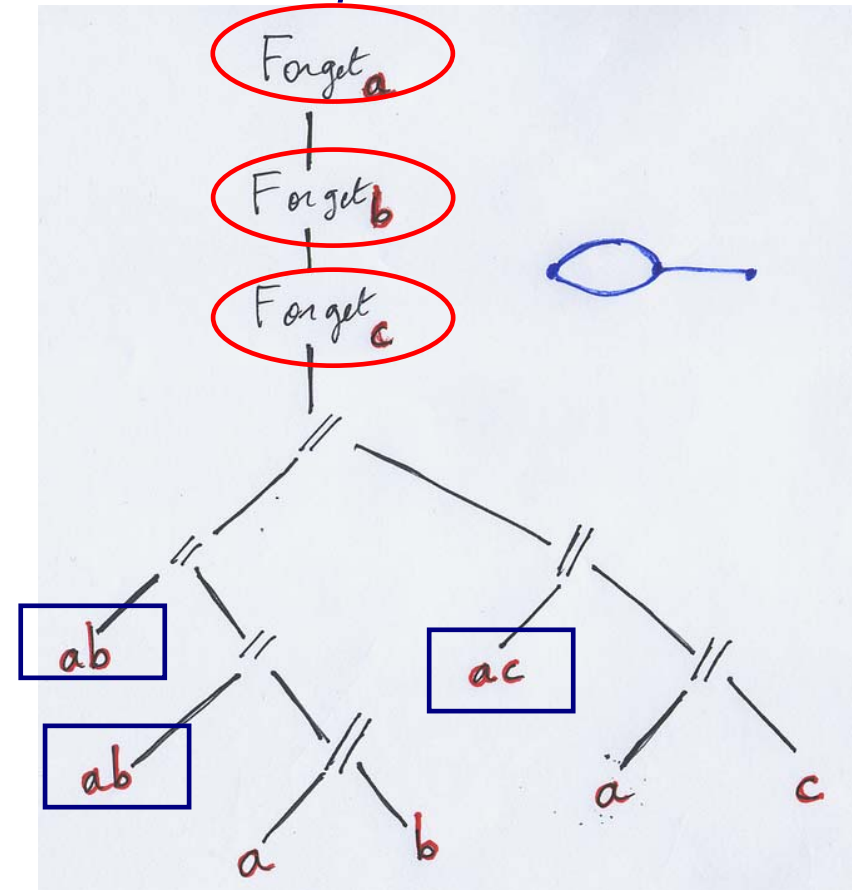 Forget a
Forget b
Forget c
//
// //
ab // ac //
ab // a c
a b